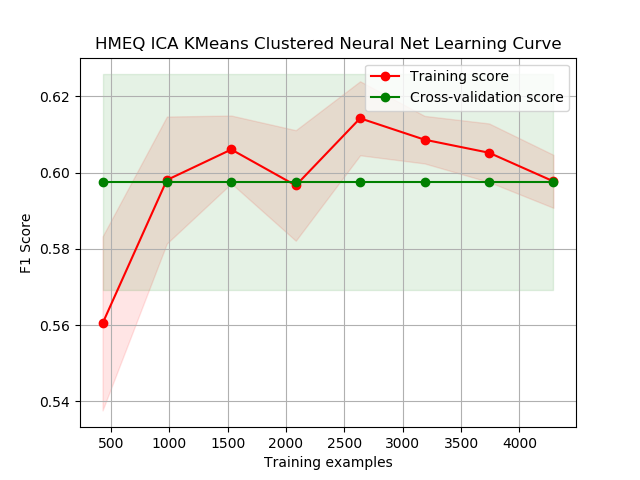 HMEQ ICA KMeans Clustered Neural Net Learning Curve
Training score
Cross-validation score
0.62
0.60
0.58
0.56
0.54
F1 Score
500 1000 1500 2000 2500 3000 3500 4000
Training examples